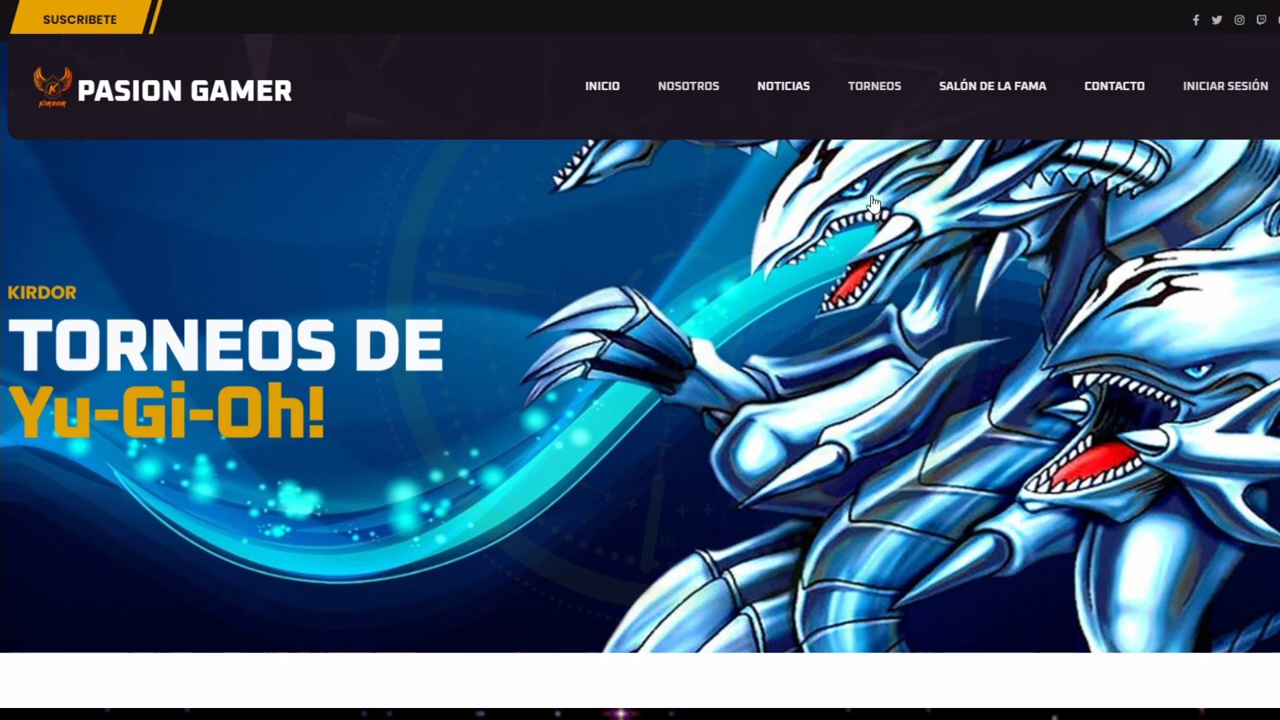 SUSCRIBETE
KIRDOR
PASION GAMER
INICIO NOSOTROS NOTICIAS TORNEOS SALÓN DE LA FAMA CONTACTO INICIAR SESIÓN
KIRDOR
TORNEOS DE
Yu-Gi-Oh!